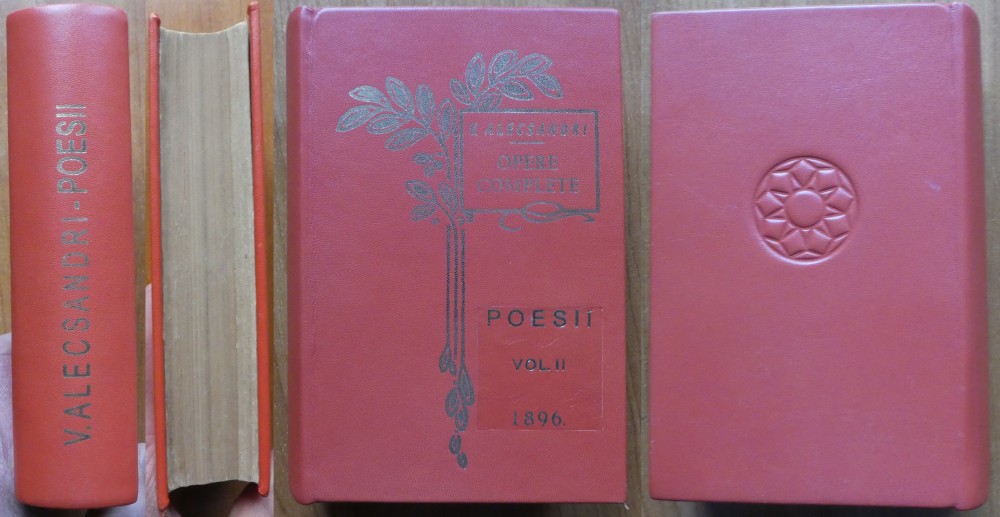 V. ALECSANDRI - POESII
V. ALECSANDRI
OPERE
COMPLETE
POESII
VOL. II
1896.